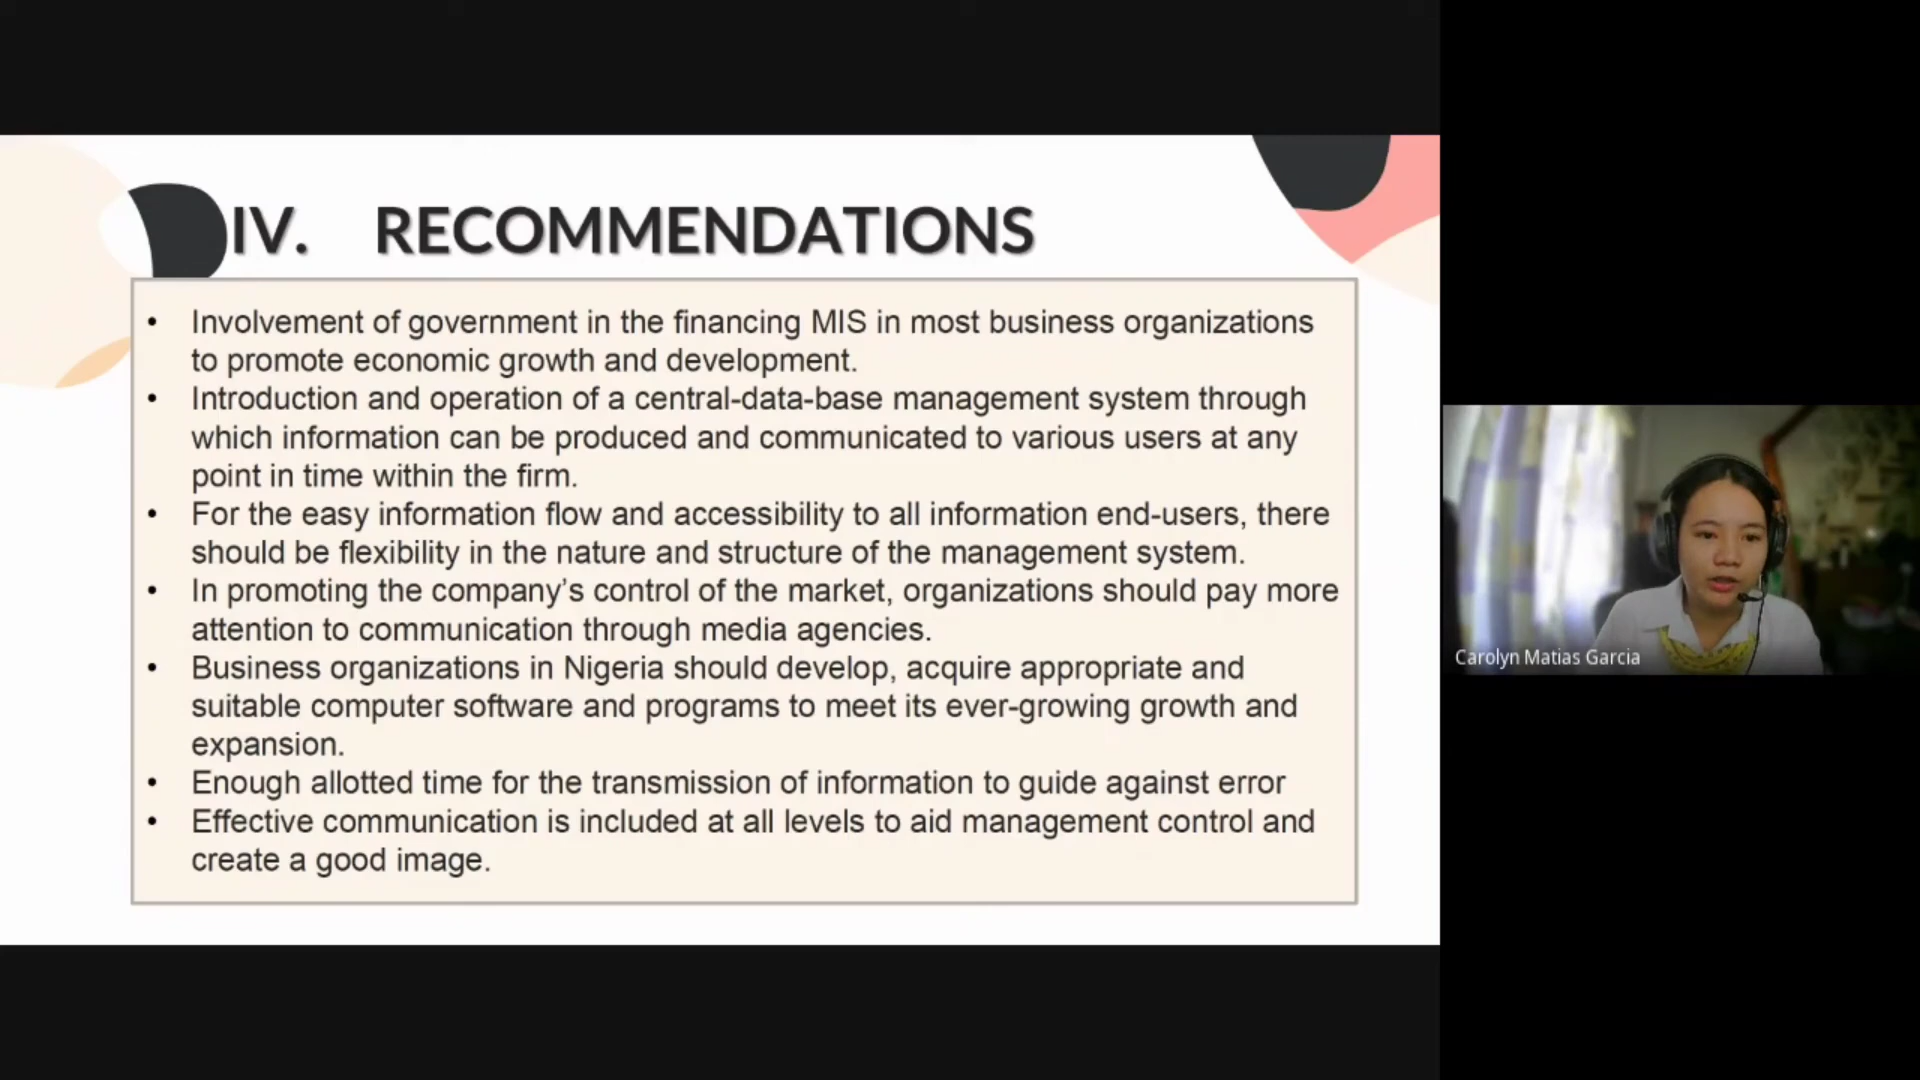 IV. RECOMMENDATIONS
• Involvement of government in the financing MIS in most business organizations
to promote economic growth and development.
• Introduction and operation of a central-data-base management system through
which information can be produced and communicated to various users at any
point in time within the firm.
• For the easy information flow and accessibility to all information end-users, there
should be flexibility in the nature and structure of the management system.
• In promoting the company’s control of the market, organizations should pay more
attention to communication through media agencies.
• Business organizations in Nigeria should develop, acquire appropriate and
suitable computer software and programs to meet its ever-growing growth and
expansion.
• Enough allotted time for the transmission of information to guide against error
• Effective communication is included at all levels to aid management control and
create a good image.
Carolyn Matias Garcia